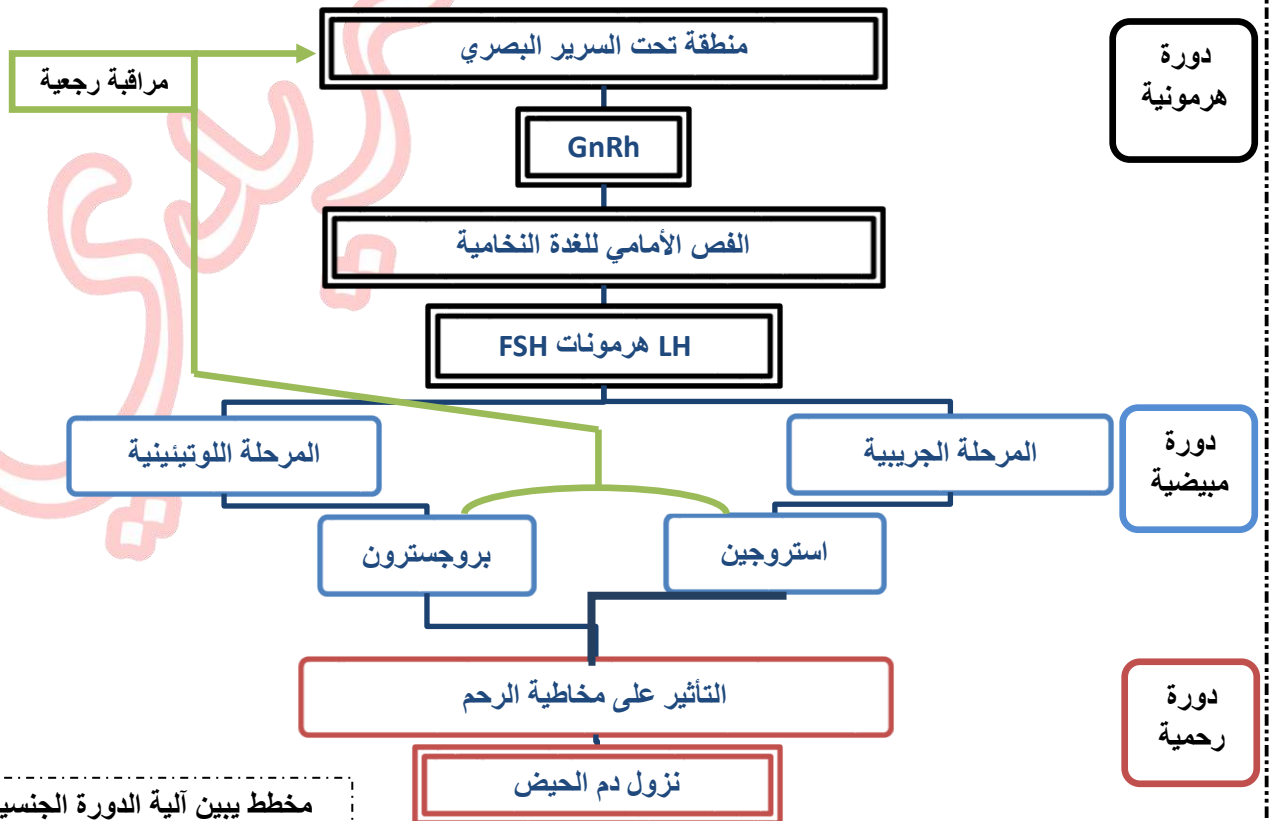 منطقة تحت السرير البصري
دورة
هرمونية
مراقبة رجعية
GnRh
الفص الأمامي للغدة النخامية
LH هرمونات FSH
المرحلة الجريبية
المرحلة اللوتيئينية
دورة
مبيضية
استروجين
بروجسترون
التأثير على مخاطية الرحم
دورة
رحمية
نزول دم الحيض
مخطط يبين آلية الدورة